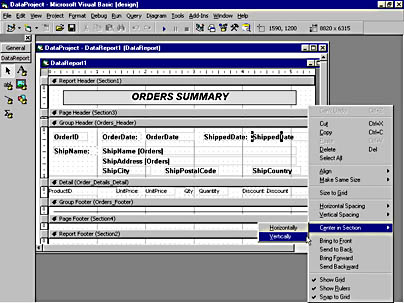 DataProject - Microsoft Visual Basic [design]
File Edit View Project Format Debug Run Query Diagram Tools Add-Ins Window Help
1590, 1200 8820 x 6315
General
DataReport
DataProject - DataReport1 (DataReport)
DataReport1
Report Header (Section1)
ORDERS SUMMARY
Page Header (Section3)
Group Header (Orders_Header)
OrderID OrderDate: OrderDate ShippedDate: ShippedDate
ShipName: ShipName [Orders]
ShipAddress [Orders]
ShipCity ShipPostalCode ShipCountry
Detail (Order_Details_Detail)
ProductID UnitPrice UnitPrice Qty Quantity Discount: Discount
Group Footer (Orders_Footer)
Page Footer (Section4)
Report Footer (Section2)
Cut Ctrl+X
Copy Ctrl+C
Paste Ctrl+V
Delete Del
Select All
Align
Make Same Size
Size to Grid
Horizontal Spacing
Vertical Spacing
Center in Section
Horizontally
Vertically
Bring to Front
Send to Back
Bring Forward
Send Backward
Show Grid
Show Rulers
Snap to Grid